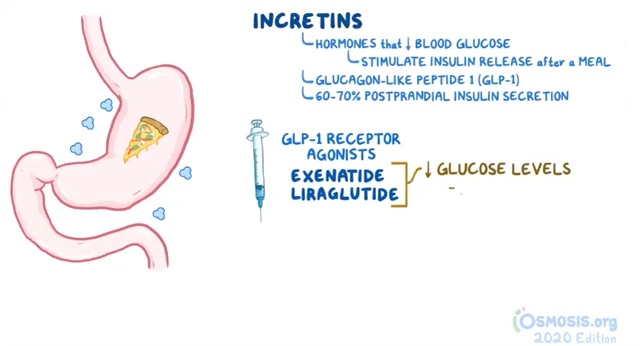 INCRETINS
HORMONES that ↓ BLOOD GLUCOSE
STIMULATE INSULIN RELEASE after a MEAL
GLUCAGON-LIKE PEPTIDE 1 (GLP-1)
60-70% POSTPRANDIAL INSULIN SECRETION
GLP-1 RECEPTOR
AGONISTS
EXENATIDE
LIRAGLUTIDE
↓ GLUCOSE LEVELS
OSMOSIS.org
2020 Edition